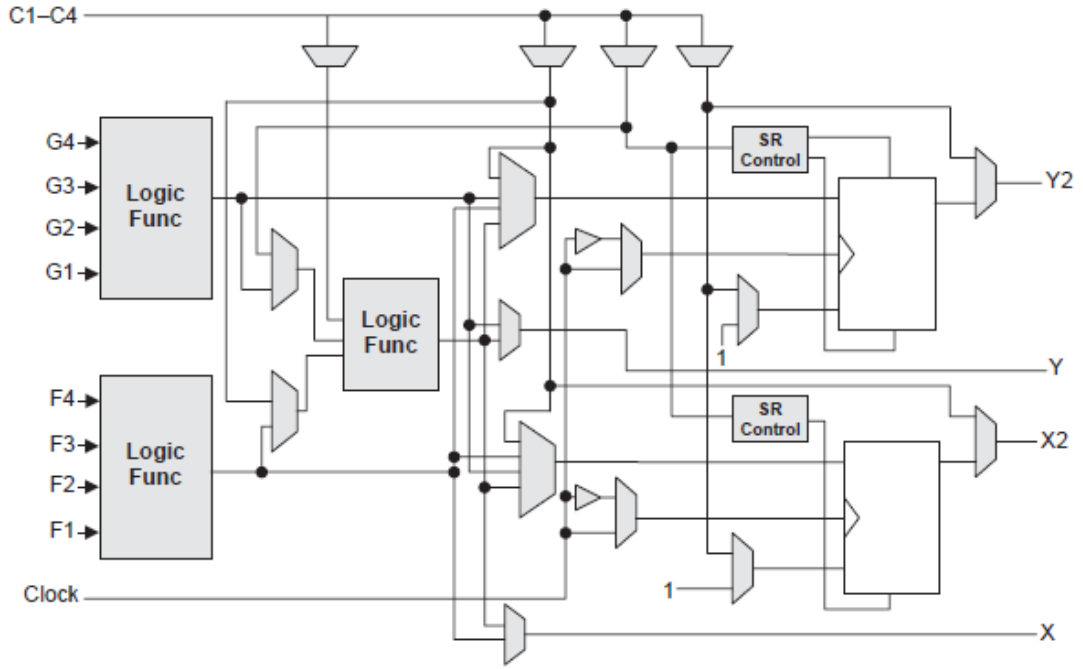 C1–C4
G4
G3
G2
G1
Logic
Func
SR
Control
Y2
Logic
Func
1
Y
F4
F3
F2
F1
Logic
Func
SR
Control
X2
Clock
1
X